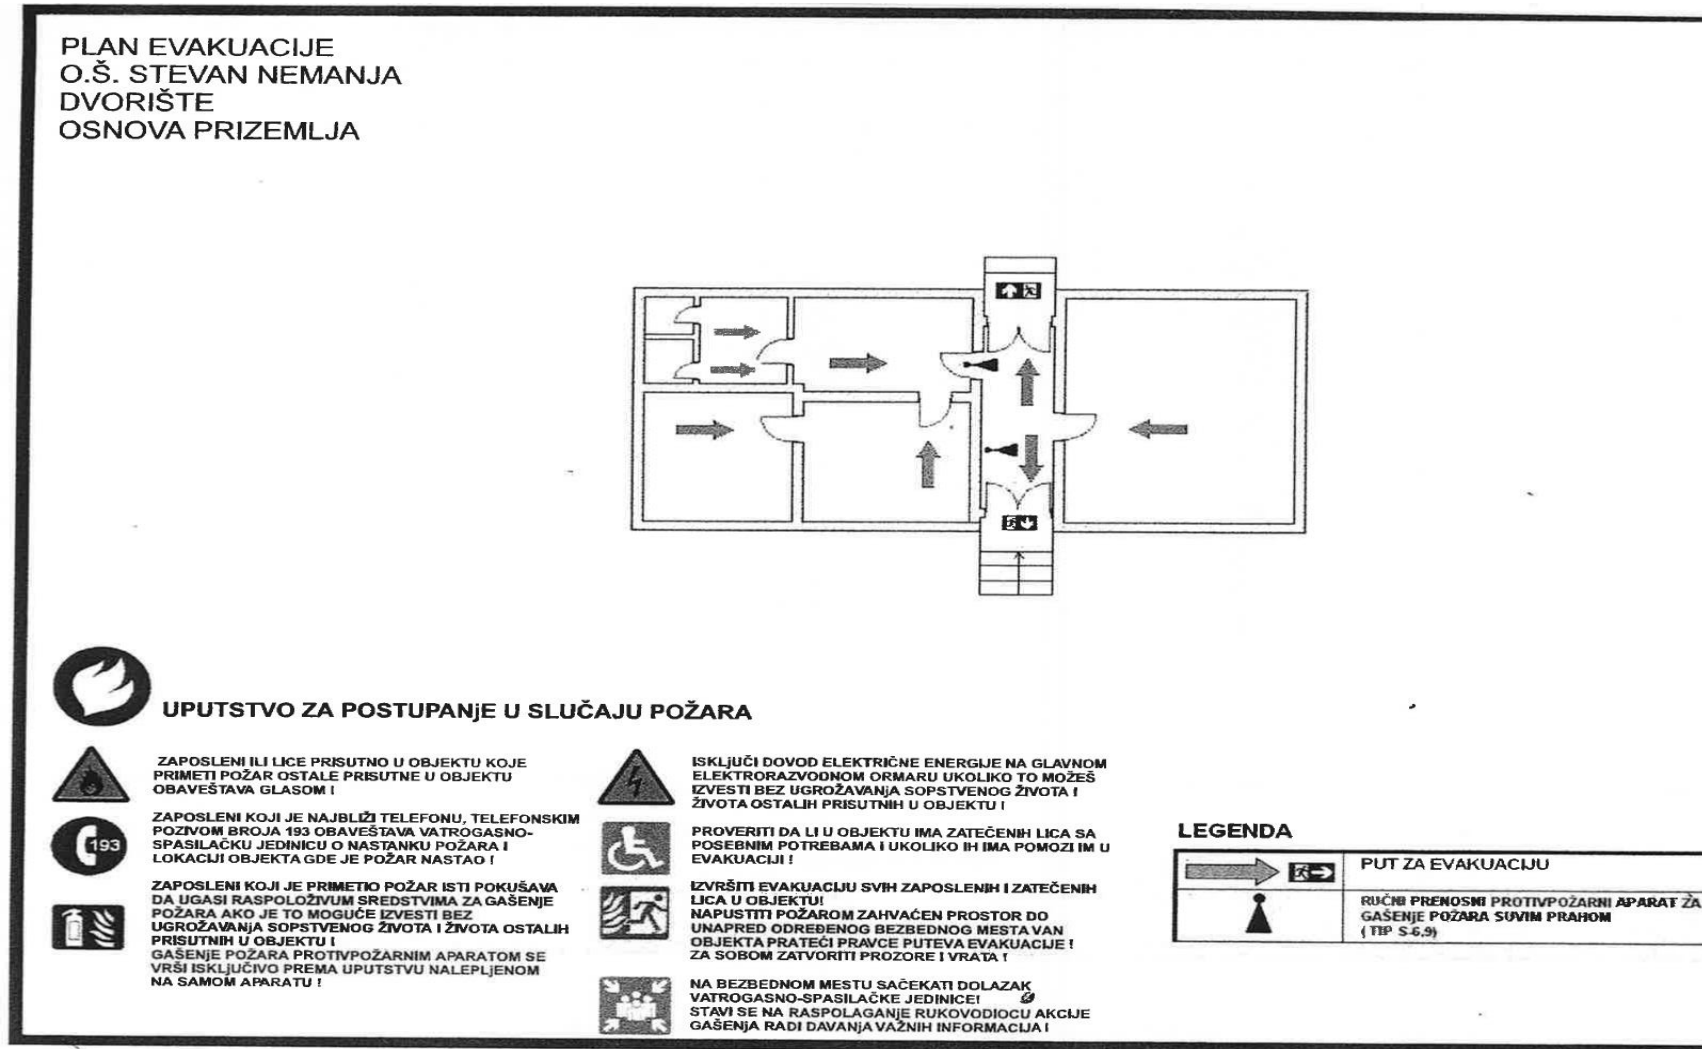 PLAN EVAKUACIJE
O.Š. STEVAN NEMANJA
DVORIŠTE
OSNOVA PRIZEMLJA
UPUTSTVO ZA POSTUPANjE U SLUČAJU POŽARA
ZAPOSLENI ILI LICE PRISUTNO U OBJEKTU KOJE
PRIMETI POŽAR OSTALE PRISUTNE U OBJEKTU
OBAVEŠTAVA GLASOM !
193
ZAPOSLENI KOJI JE NAJBLIŽI TELEFONU, TELEFONSKIM
POZIVOM BROJA 193 OBAVEŠTAVA VATROGASNO-
SPASILAČKU JEDINICU O NASTANKU POŽARA I
LOKACIJI OBJEKTA GDE JE POŽAR NASTAO !
ZAPOSLENI KOJI JE PRIMETIO POŽAR ISTI POKUŠAVA
DA UGASI RASPOLOŽIVUM SREDSTVIMA ZA GAŠENjE
POŽARA AKO JE TO MOGUĆE IZVESTI BEZ
UGROŽAVANjA SOPSTVENOG ŽIVOTA I ŽIVOTA OSTALIH
PRISUTNIH U OBJEKTU !
GAŠENjE POŽARA PROTIVPOŽARNIM APARATOM SE
VRŠI ISKLjUČIVO PREMA UPUTSTVU NALEPLjENOM
NA SAMOM APARATU !
ISKLjUČI DOVOD ELEKTRIČNE ENERGIJE NA GLAVNOM
ELEKTRORAZVODNOM ORMARU UKOLIKO TO MOŽEŠ
IZVESTI BEZ UGROŽAVANjA SOPSTVENOG ŽIVOTA I
ŽIVOTA OSTALIH PRISUTNIH U OBJEKTU !
PROVERITI DA LI U OBJEKTU IMA ZATEČENIH LICA SA
POSEBNIM POTREBAMA I UKOLIKO IH IMA POMOZI IM U
EVAKUACIJI !
IZVRŠITI EVAKUACIJU SVIH ZAPOSLENIH I ZATEČENIH
LICA U OBJEKTU!
NAPUSTITI POŽAROM ZAHVAĆEN PROSTOR DO
UNAPRED ODREĐENOG BEZBEDNOG MESTA VAN
OBJEKTA PRATEĆI PRAVCE PUTEVA EVAKUACIJE !
ZA SOBOM ZATVORITI PROZORE I VRATA !
NA BEZBEDNOM MESTU SAČEKATI DOLAZAK
VATROGASNO-SPASILAČKE JEDINICE!
STAVI SE NA RASPOLAGANjE RUKOVODIOCU AKCIJE
GAŠENjA RADI DAVANjA VAŽNIH INFORMACIJA !
LEGENDA
PUT ZA EVAKUACIJU
RUČNI PRENOSNI PROTIVPOŽARNI APARAT ZA
GAŠENjE POŽARA SUVIM PRAHOM
( TIP S-6,9)